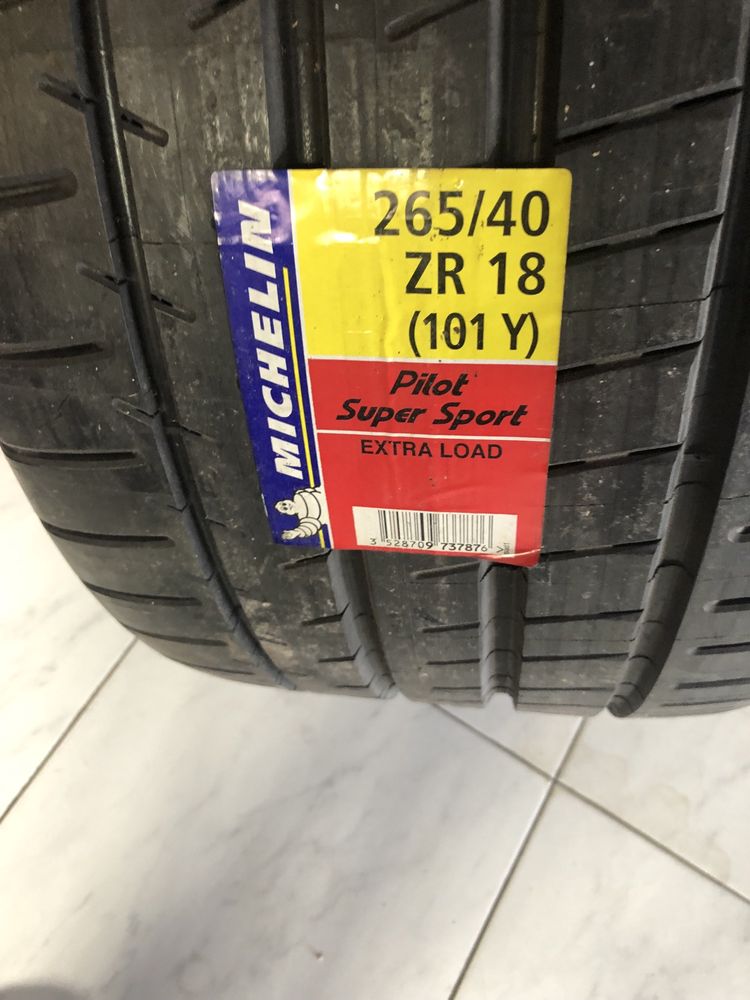 MICHELIN
265/40
ZR 18
(101 Y)
Pilot
Super Sport
EXTRA LOAD
3 528709 737876 >